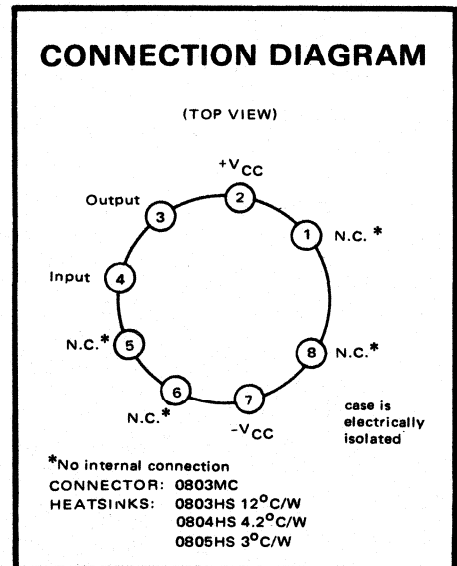 CONNECTION DIAGRAM
(TOP VIEW)
+VCC
Output
3
2
1
N.C.*
Input
4
N.C.*
5
8
N.C.*
6
7
N.C.*
-VCC
case is
electrically
isolated
*No internal connection
CONNECTOR: 0803MC
HEATSINKS: 0803HS 12°C/W
0804HS 4.2°C/W
0805HS 3°C/W